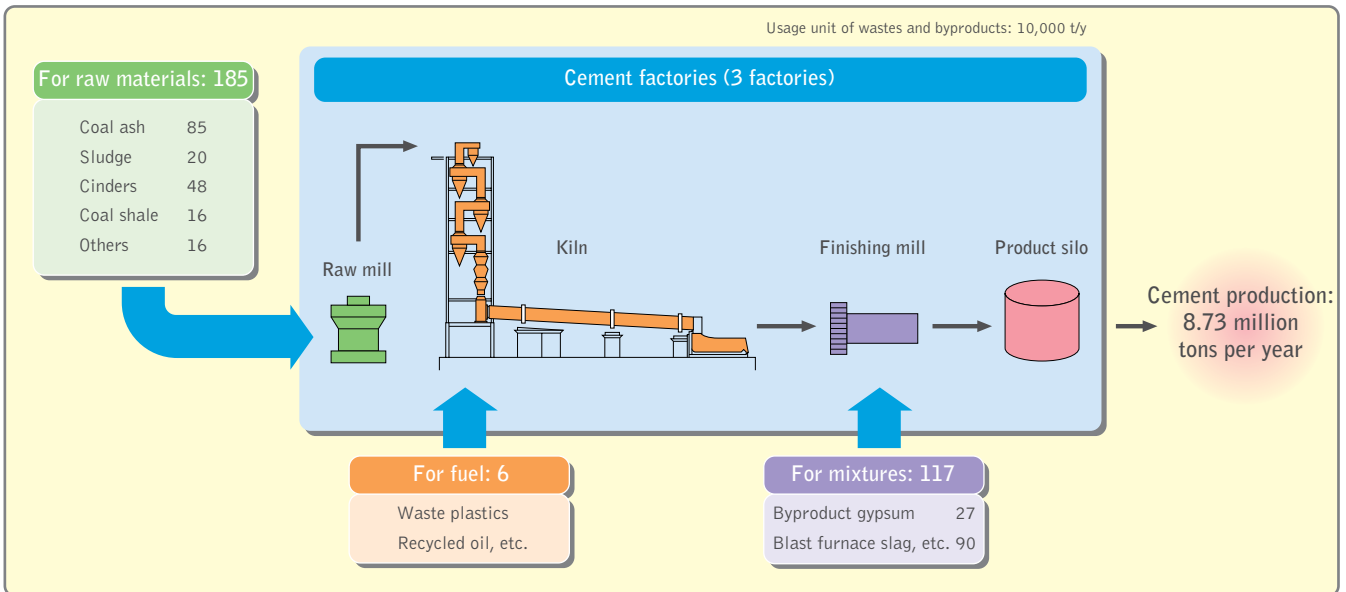 Usage unit of wastes and byproducts: 10,000 t/y
For raw materials: 185
Coal ash 85
Sludge 20
Cinders 48
Coal shale 16
Others 16
Cement factories (3 factories)
Raw mill
Kiln
Finishing mill
Product silo
Cement production:
8.73 million
tons per year
For fuel: 6
Waste plastics
Recycled oil, etc.
For mixtures: 117
Byproduct gypsum 27
Blast furnace slag, etc. 90